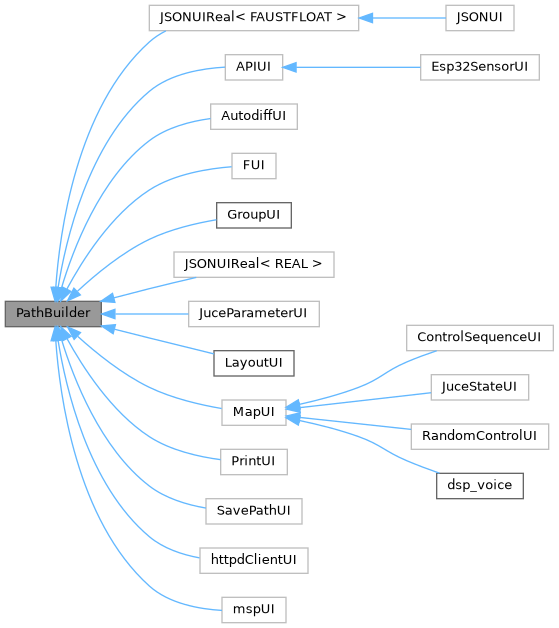 JSONUIReal< FAUSTFLOAT >
JSONUI
APIUI
Esp32SensorUI
AutodiffUI
FUI
GroupUI
JSONUIReal< REAL >
PathBuilder
JuceParameterUI
ControlSequenceUI
LayoutUI
JuceStateUI
MapUI
RandomControlUI
PrintUI
dsp_voice
SavePathUI
httpdClientUI
mspUI